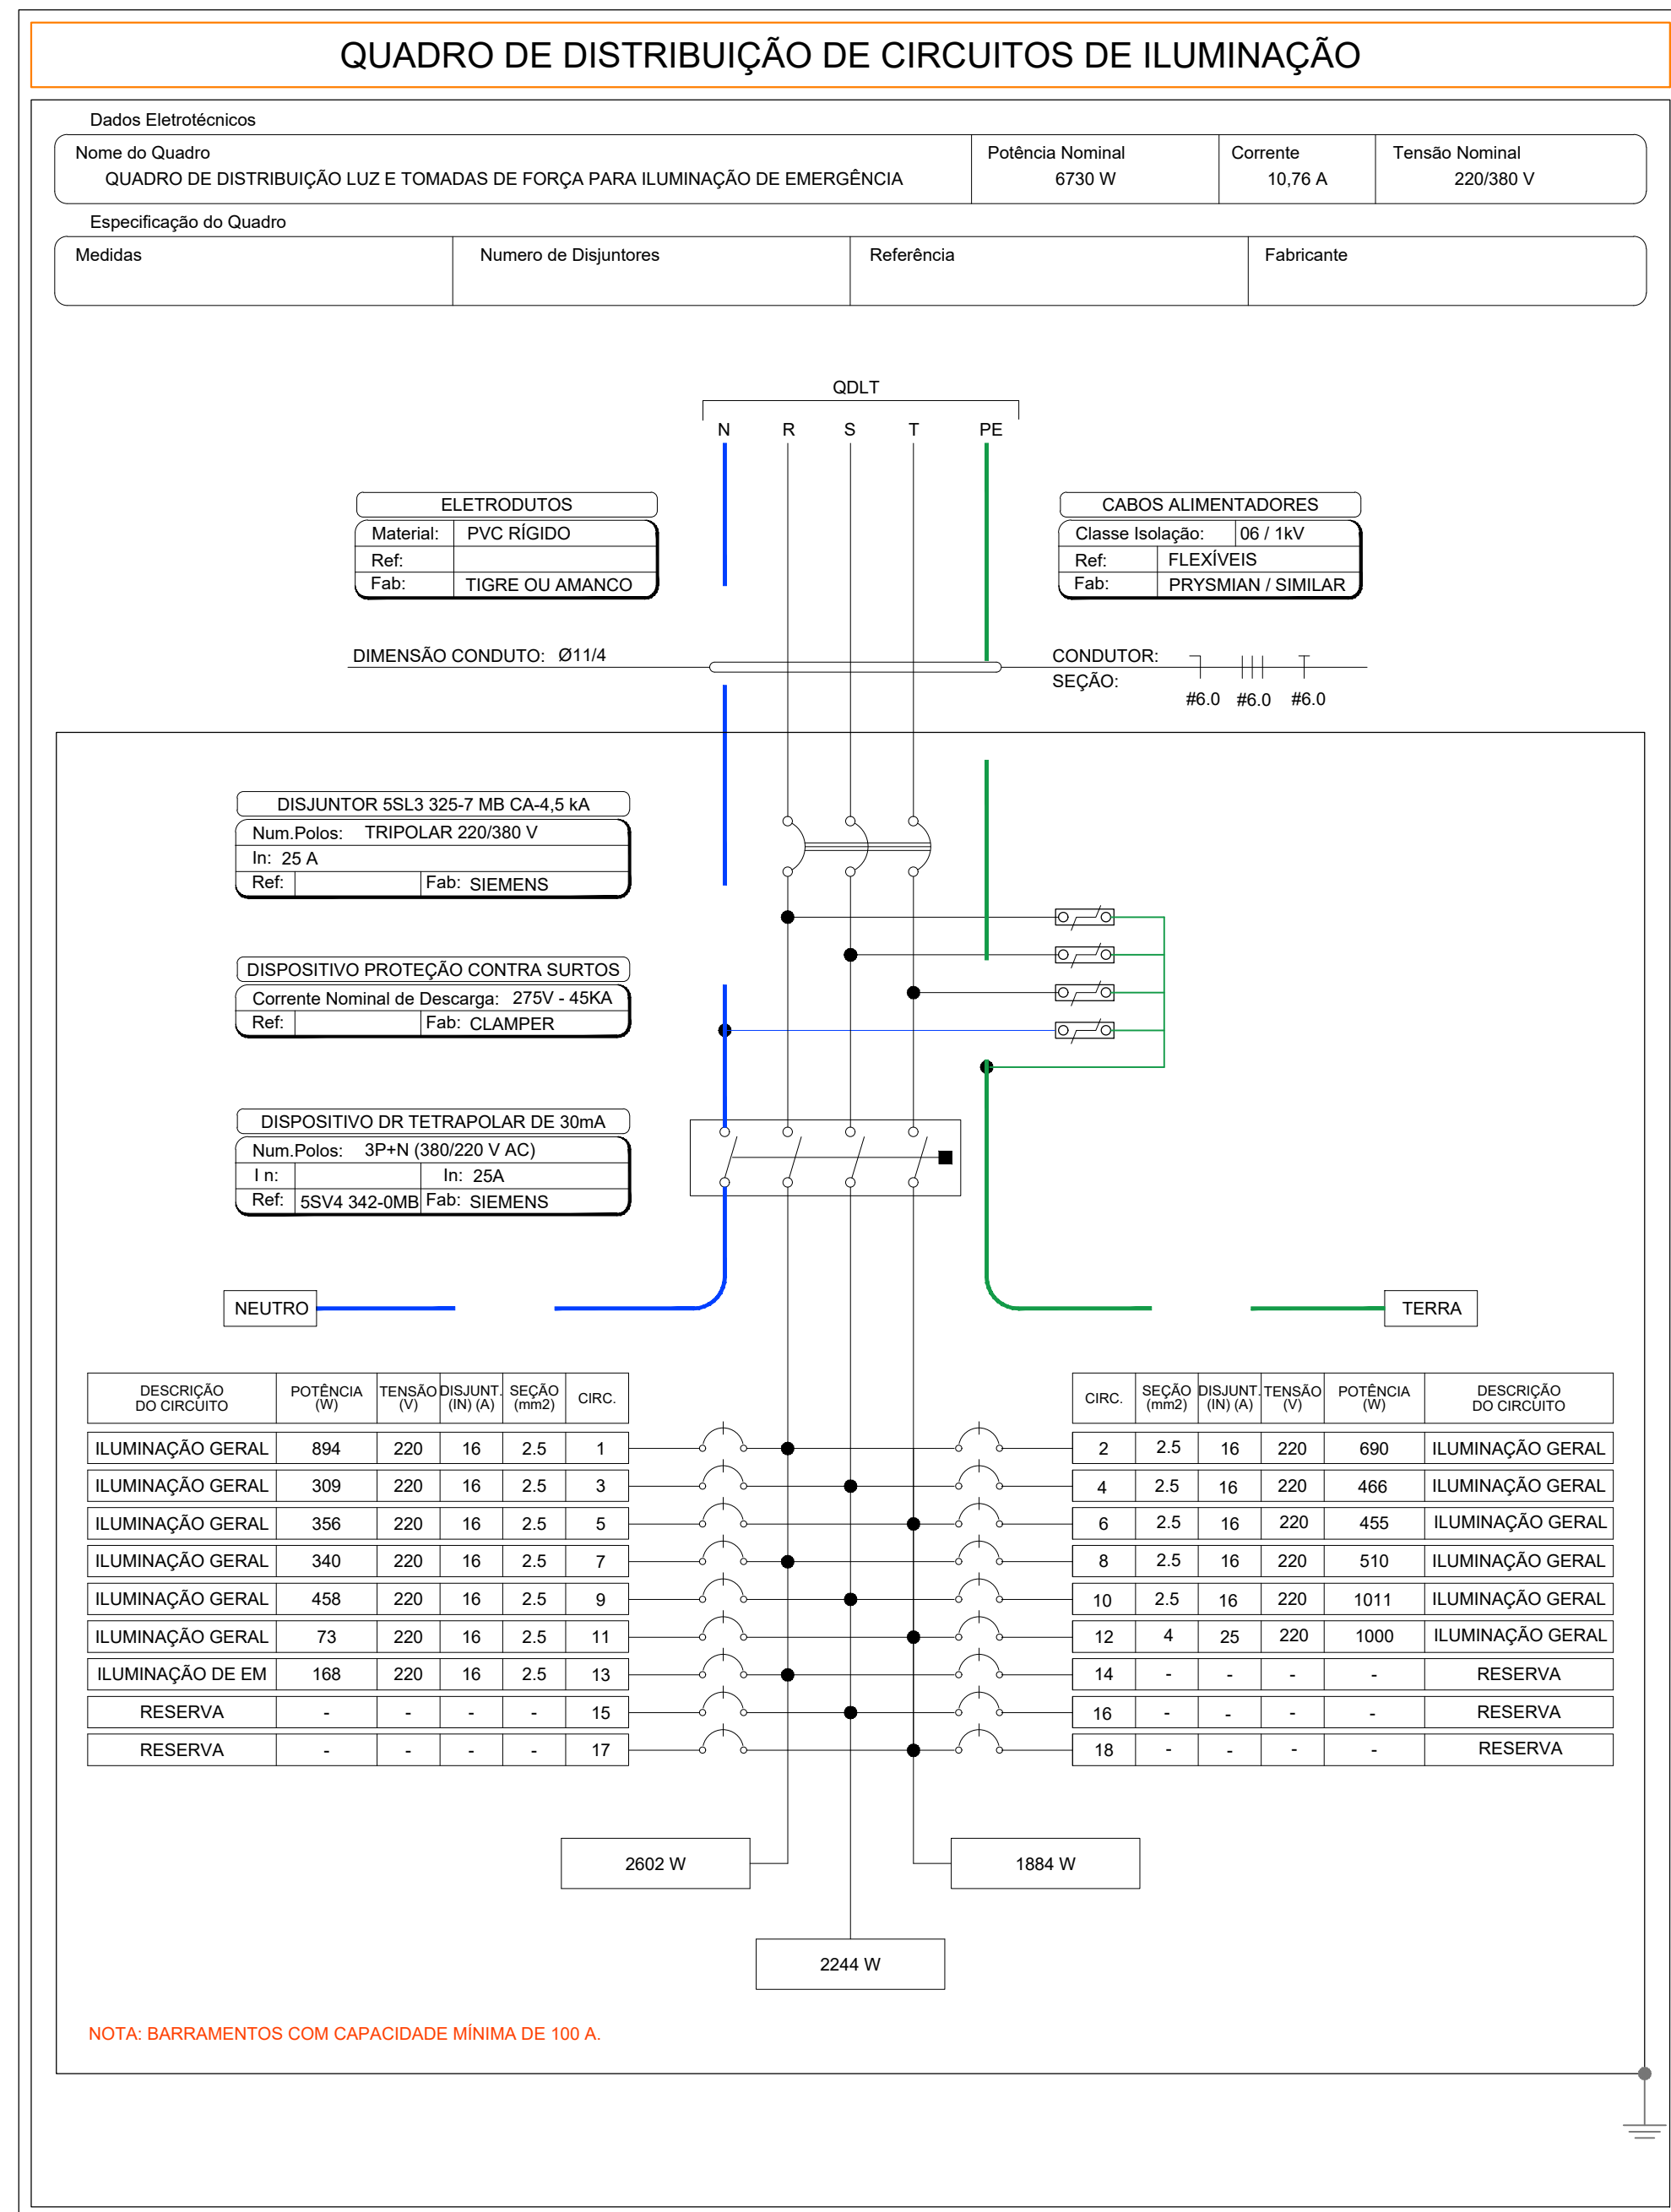 QUADRO DE DISTRIBUIÇÃO DE CIRCUITOS DE ILUMINAÇÃO
Dados Eletrotécnicos
Nome do Quadro Potência Nominal Corrente Tensão Nominal
QUADRO DE DISTRIBUIÇÃO LUZ E TOMADAS DE FORÇA PARA ILUMINAÇÃO DE EMERGÊNCIA 6730 W 10,76 A 220/380 V
Especificação do Quadro
Medidas Numero de Disjuntores Referência Fabricante
QDLT
N R S T PE
ELETRODUTOS
Material: PVC RÍGIDO
Ref:
Fab: TIGRE OU AMANCO
CABOS ALIMENTADORES
Classe Isolação: 06 / 1kV
Ref: FLEXÍVEIS
Fab: PRYSMIAN / SIMILAR
DIMENSÃO CONDUTO: Ø11/4
CONDUTOR:
SEÇÃO:
#6.0 #6.0 #6.0
DISJUNTOR 5SL3 325-7 MB CA-4,5 kA
Num.Polos: TRIPOLAR 220/380 V
In: 25 A
Ref: Fab: SIEMENS
DISPOSITIVO PROTEÇÃO CONTRA SURTOS
Corrente Nominal de Descarga: 275V - 45KA
Ref: Fab: CLAMPER
DISPOSITIVO DR TETRAPOLAR DE 30mA
Num.Polos: 3P+N (380/220 V AC)
I n: In: 25A
Ref: 5SV4 342-0MB Fab: SIEMENS
NEUTRO
TERRA
DESCRIÇÃO DO CIRCUITO POTÊNCIA (W) TENSÃO (V) DISJUNT. (IN) (A) SEÇÃO (mm2) CIRC.
ILUMINAÇÃO GERAL 894 220 16 2.5 1
ILUMINAÇÃO GERAL 309 220 16 2.5 3
ILUMINAÇÃO GERAL 356 220 16 2.5 5
ILUMINAÇÃO GERAL 340 220 16 2.5 7
ILUMINAÇÃO GERAL 458 220 16 2.5 9
ILUMINAÇÃO GERAL 73 220 16 2.5 11
ILUMINAÇÃO DE EM 168 220 16 2.5 13
RESERVA - - - - 15
RESERVA - - - - 17
CIRC. SEÇÃO (mm2) DISJUNT. (IN) (A) TENSÃO (V) POTÊNCIA (W) DESCRIÇÃO DO CIRCUITO
2 2.5 16 220 690 ILUMINAÇÃO GERAL
4 2.5 16 220 466 ILUMINAÇÃO GERAL
6 2.5 16 220 455 ILUMINAÇÃO GERAL
8 2.5 16 220 510 ILUMINAÇÃO GERAL
10 2.5 16 220 1011 ILUMINAÇÃO GERAL
12 4 25 220 1000 ILUMINAÇÃO GERAL
14 - - - - RESERVA
16 - - - - RESERVA
18 - - - - RESERVA
2602 W
1884 W
2244 W
NOTA: BARRAMENTOS COM CAPACIDADE MÍNIMA DE 100 A.